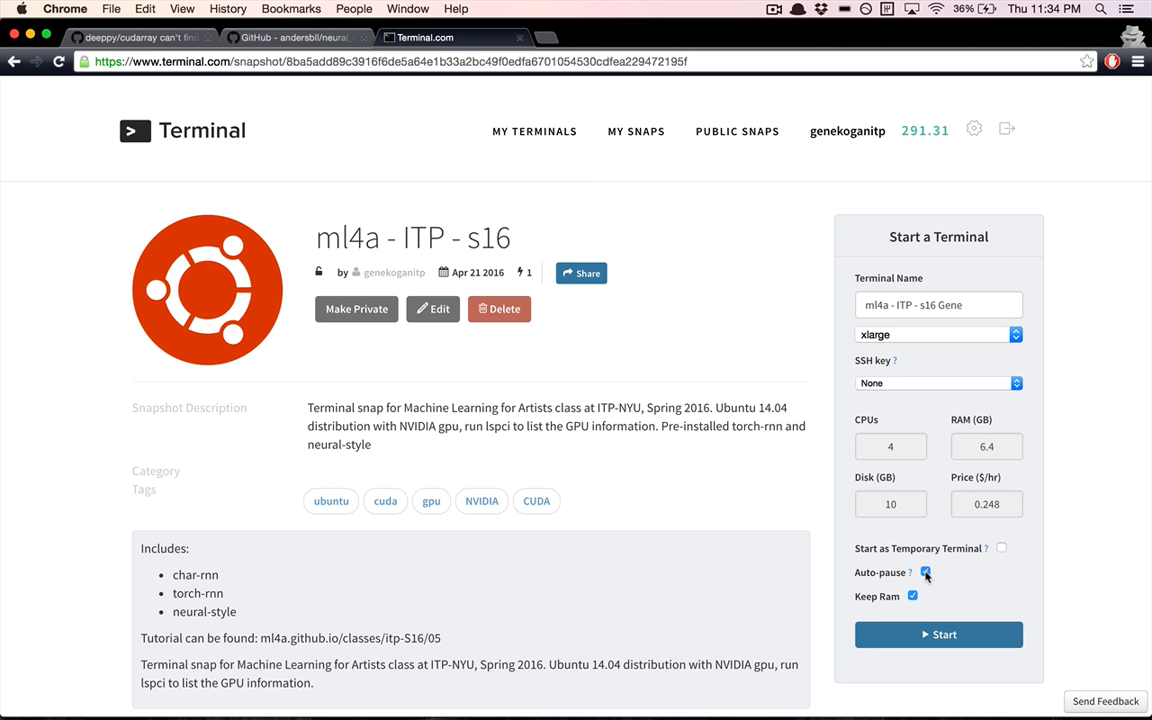 Chrome File Edit View History Bookmarks People Window Help 36% Thu 11:34 PM
deeppy/cudarray can't fin GitHub - andersbll/neural_ Terminal.com
https://www.terminal.com/snapshot/8ba5add89c3916f6de5a64e1b33a2bc49f0edfa6701054530cdfea229472195f
>_ Terminal MY TERMINALS MY SNAPS PUBLIC SNAPS genekoganitp 291.31
ml4a - ITP - s16
by genekoganitp Apr 21 2016 1 Share
Make Private Edit Delete
Snapshot Description
Terminal snap for Machine Learning for Artists class at ITP-NYU, Spring 2016. Ubuntu 14.04
distribution with NVIDIA gpu, run lspci to list the GPU information. Pre-installed torch-rnn and
neural-style
Category
Tags
ubuntu cuda gpu NVIDIA CUDA
Includes:
• char-rnn
• torch-rnn
• neural-style
Tutorial can be found: ml4a.github.io/classes/itp-S16/05
Terminal snap for Machine Learning for Artists class at ITP-NYU, Spring 2016. Ubuntu 14.04 distribution with NVIDIA gpu, run
lspci to list the GPU information.
Start a Terminal
Terminal Name
ml4a - ITP - s16 Gene
xlarge
SSH key ?
None
CPUs RAM (GB)
4 6.4
Disk (GB) Price ($/hr)
10 0.248
Start as Temporary Terminal ?
Auto-pause ?
Keep Ram
Start
Send Feedback